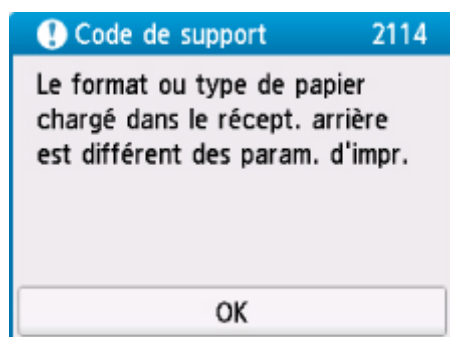 Code de support 2114
Le format ou type de papier
chargé dans le récept. arrière
est différent des param. d'impr.
OK